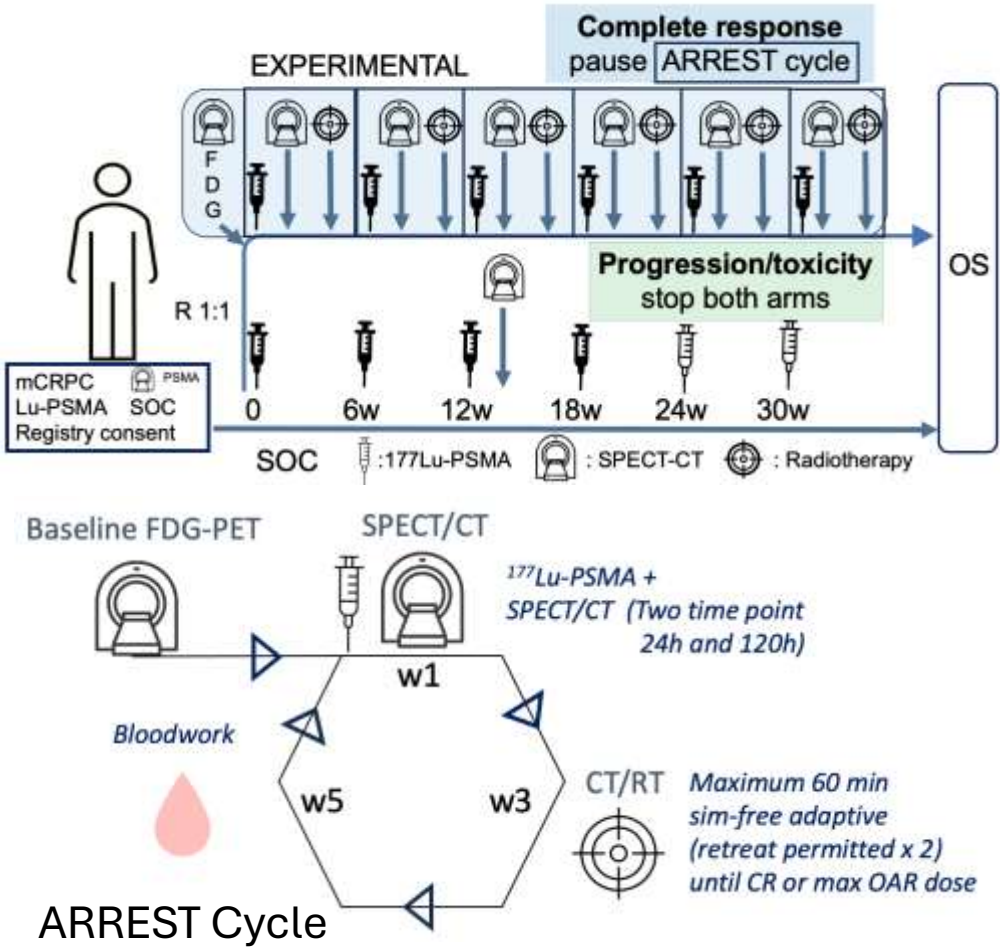 Complete response
pause ARREST cycle
EXPERIMENTAL
F
D
G
OS
Progression/toxicity
stop both arms
R 1:1
mCRPC PSMA
Lu-PSMA SOC
Registry consent
0 6w 12w 18w 24w 30w
SOC :177Lu-PSMA : SPECT-CT : Radiotherapy
Baseline FDG-PET
SPECT/CT
177Lu-PSMA +
SPECT/CT (Two time point
24h and 120h)
w1
Bloodwork
w5
w3
CT/RT
Maximum 60 min
sim-free adaptive
(retreat permitted x 2)
until CR or max OAR dose
ARREST Cycle